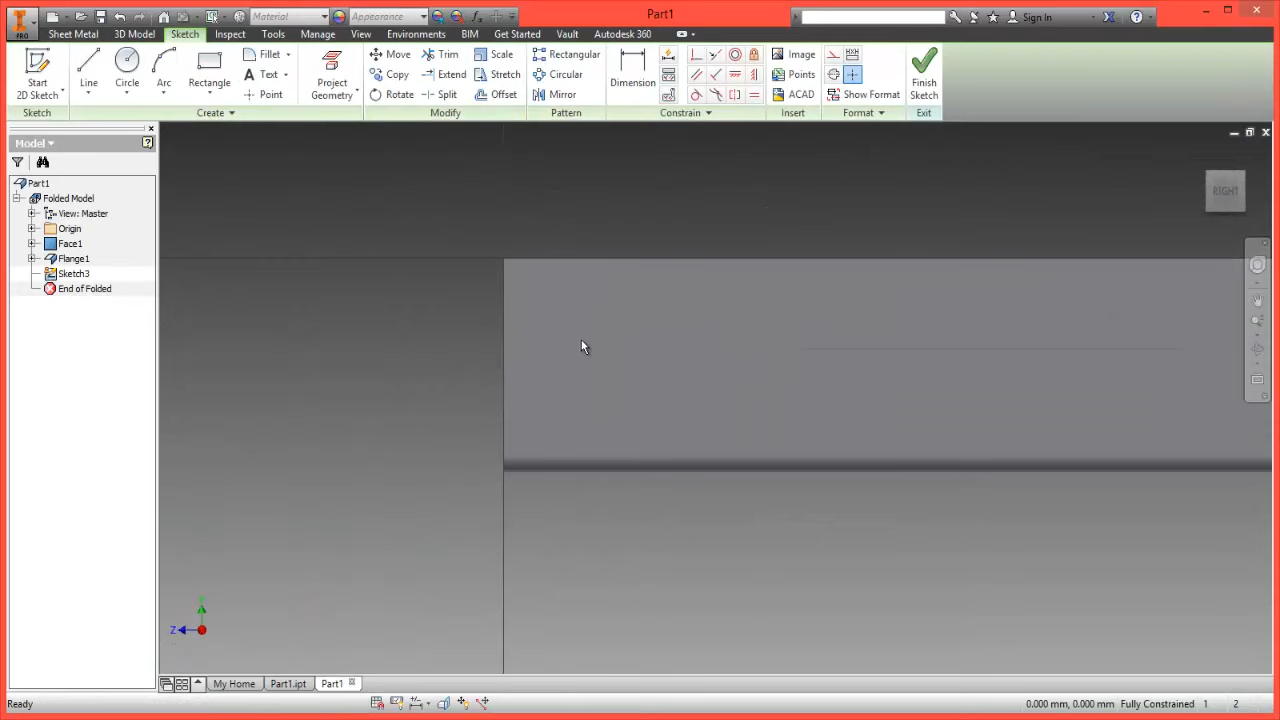 Part1
Material
Appearance
Sign In
PRO
Sheet Metal
3D Model
Sketch
Inspect
Tools
Manage
View
Environments
BIM
Get Started
Vault
Autodesk 360
Start
2D Sketch
Line
Circle
Arc
Rectangle
Fillet
Text
Point
Project
Geometry
Move
Copy
Rotate
Trim
Extend
Split
Scale
Stretch
Offset
Rectangular
Circular
Mirror
Dimension
Image
Points
ACAD
Show Format
Finish
Sketch
Sketch
Create
Modify
Pattern
Constrain
Insert
Format
Exit
Model
Part1
Folded Model
View: Master
Origin
Face1
Flange1
Sketch3
End of Folded
RIGHT
Z
My Home
Part1.ipt
Part1
Ready
0.000 mm, 0.000 mm
Fully Constrained
1
2